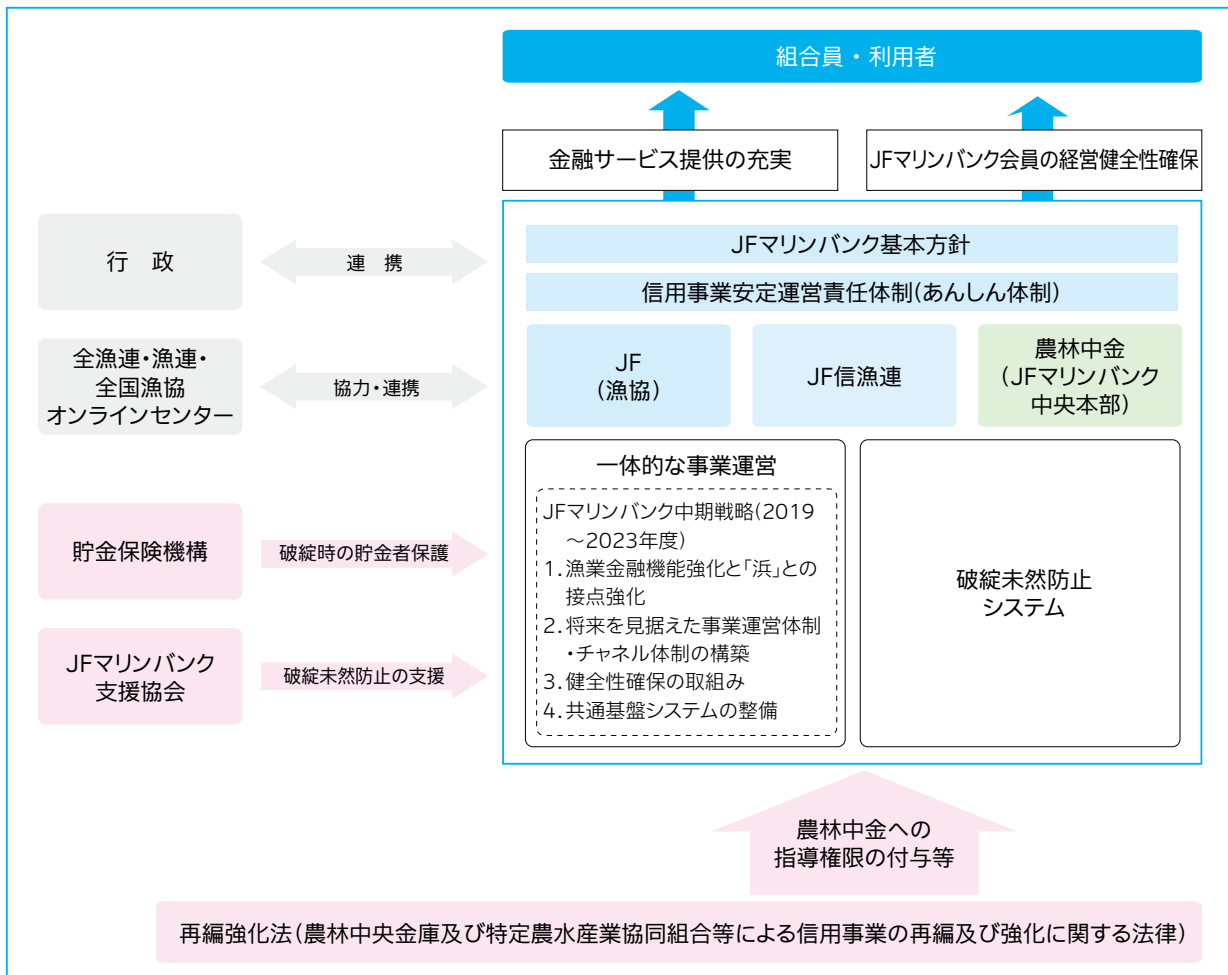 組合員・利用者
金融サービス提供の充実
JFマリンバンク会員の経営健全性確保
JFマリンバンク基本方針
信用事業安定運営責任体制(あんしん体制)
行　政
連　携
全漁連・漁連・
全国漁協
オンラインセンター
協力・連携
JF
(漁協)
JF信漁連
農林中金
(JFマリンバンク
中央本部)
貯金保険機構
破綻時の貯金者保護
JFマリンバンク
支援協会
破綻未然防止の支援
一体的な事業運営
JFマリンバンク中期戦略(2019
～2023年度)
1.漁業金融機能強化と「浜」との
接点強化
2.将来を見据えた事業運営体制
・チャネル体制の構築
3.健全性確保の取組み
4.共通基盤システムの整備
破綻未然防止
システム
農林中金への
指導権限の付与等
再編強化法(農林中央金庫及び特定農水産業協同組合等による信用事業の再編及び強化に関する法律)